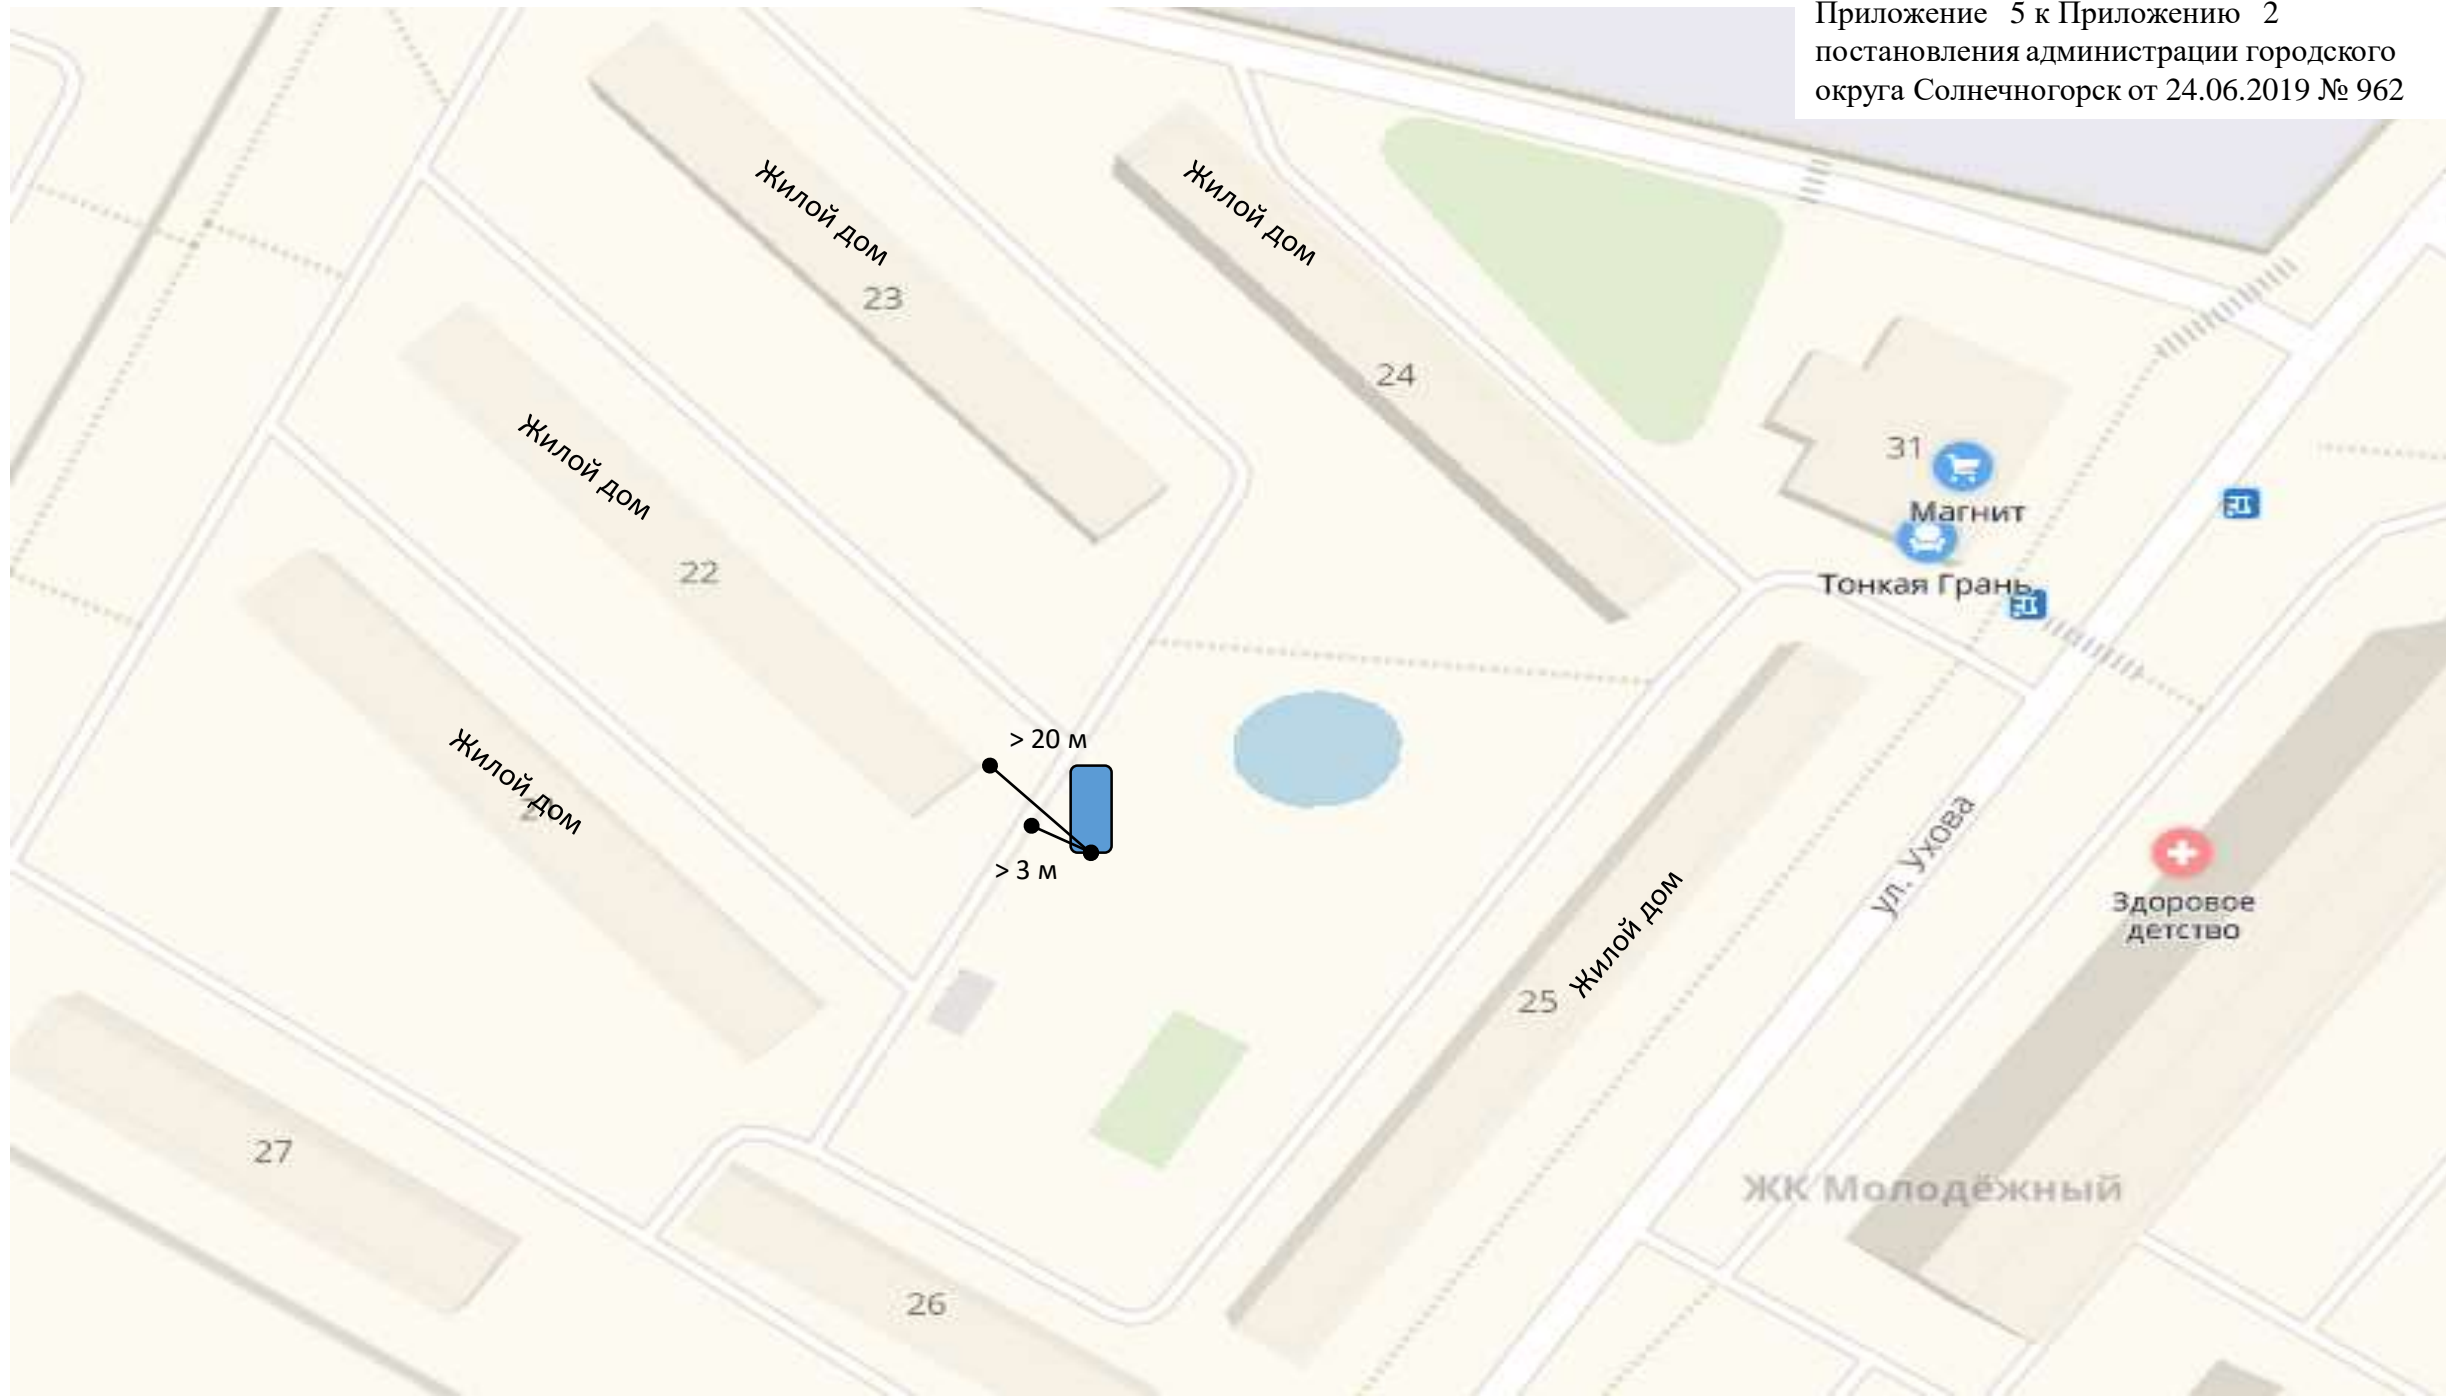 Приложение 5 к Приложению 2
постановления администрации городского
округа Солнечногорск от 24.06.2019 № 962
Жилой дом
23
Жилой дом
24
Жилой дом
22
31
Магнит
Тонкая Грань
Жилой дом
> 20 м
> 3 м
ул. Ухова
Жилой дом
25
Здоровое
детство
27
26
ЖК Молодёжный